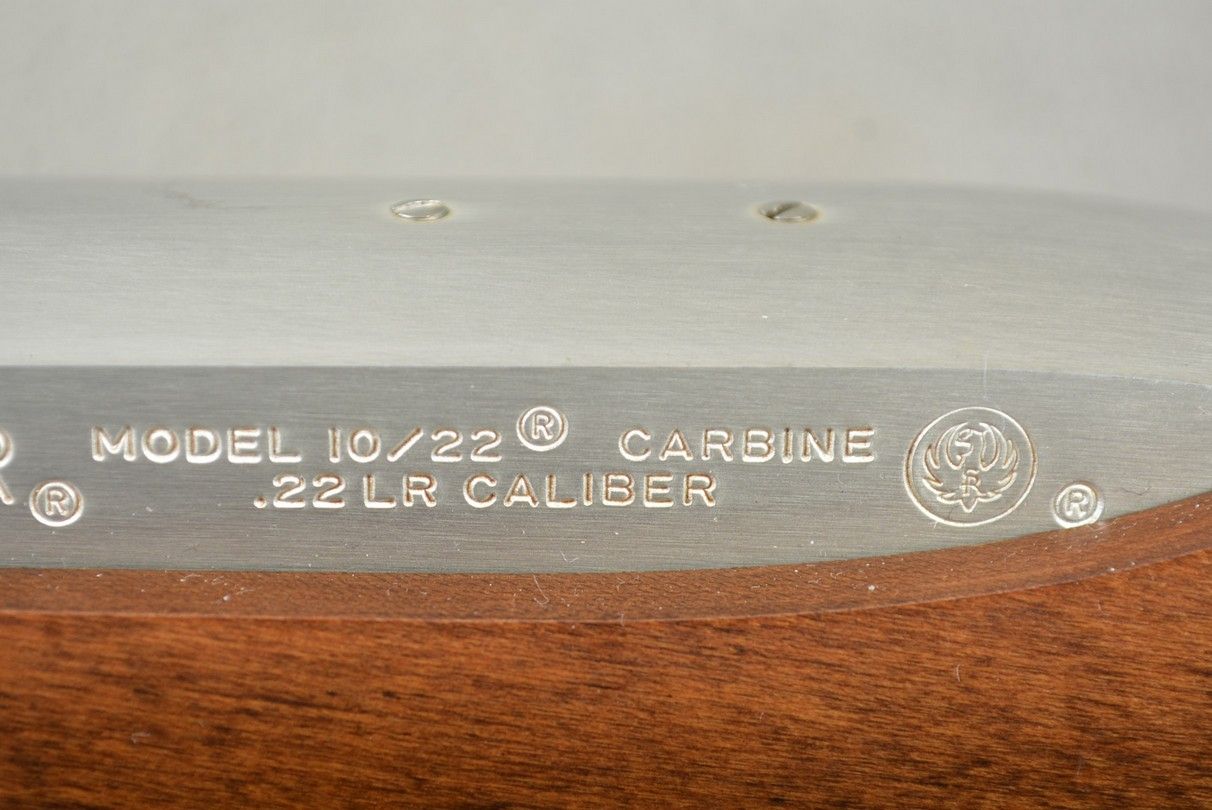 MODEL 10/22® CARBINE
®
.22 LR CALIBER
R
®